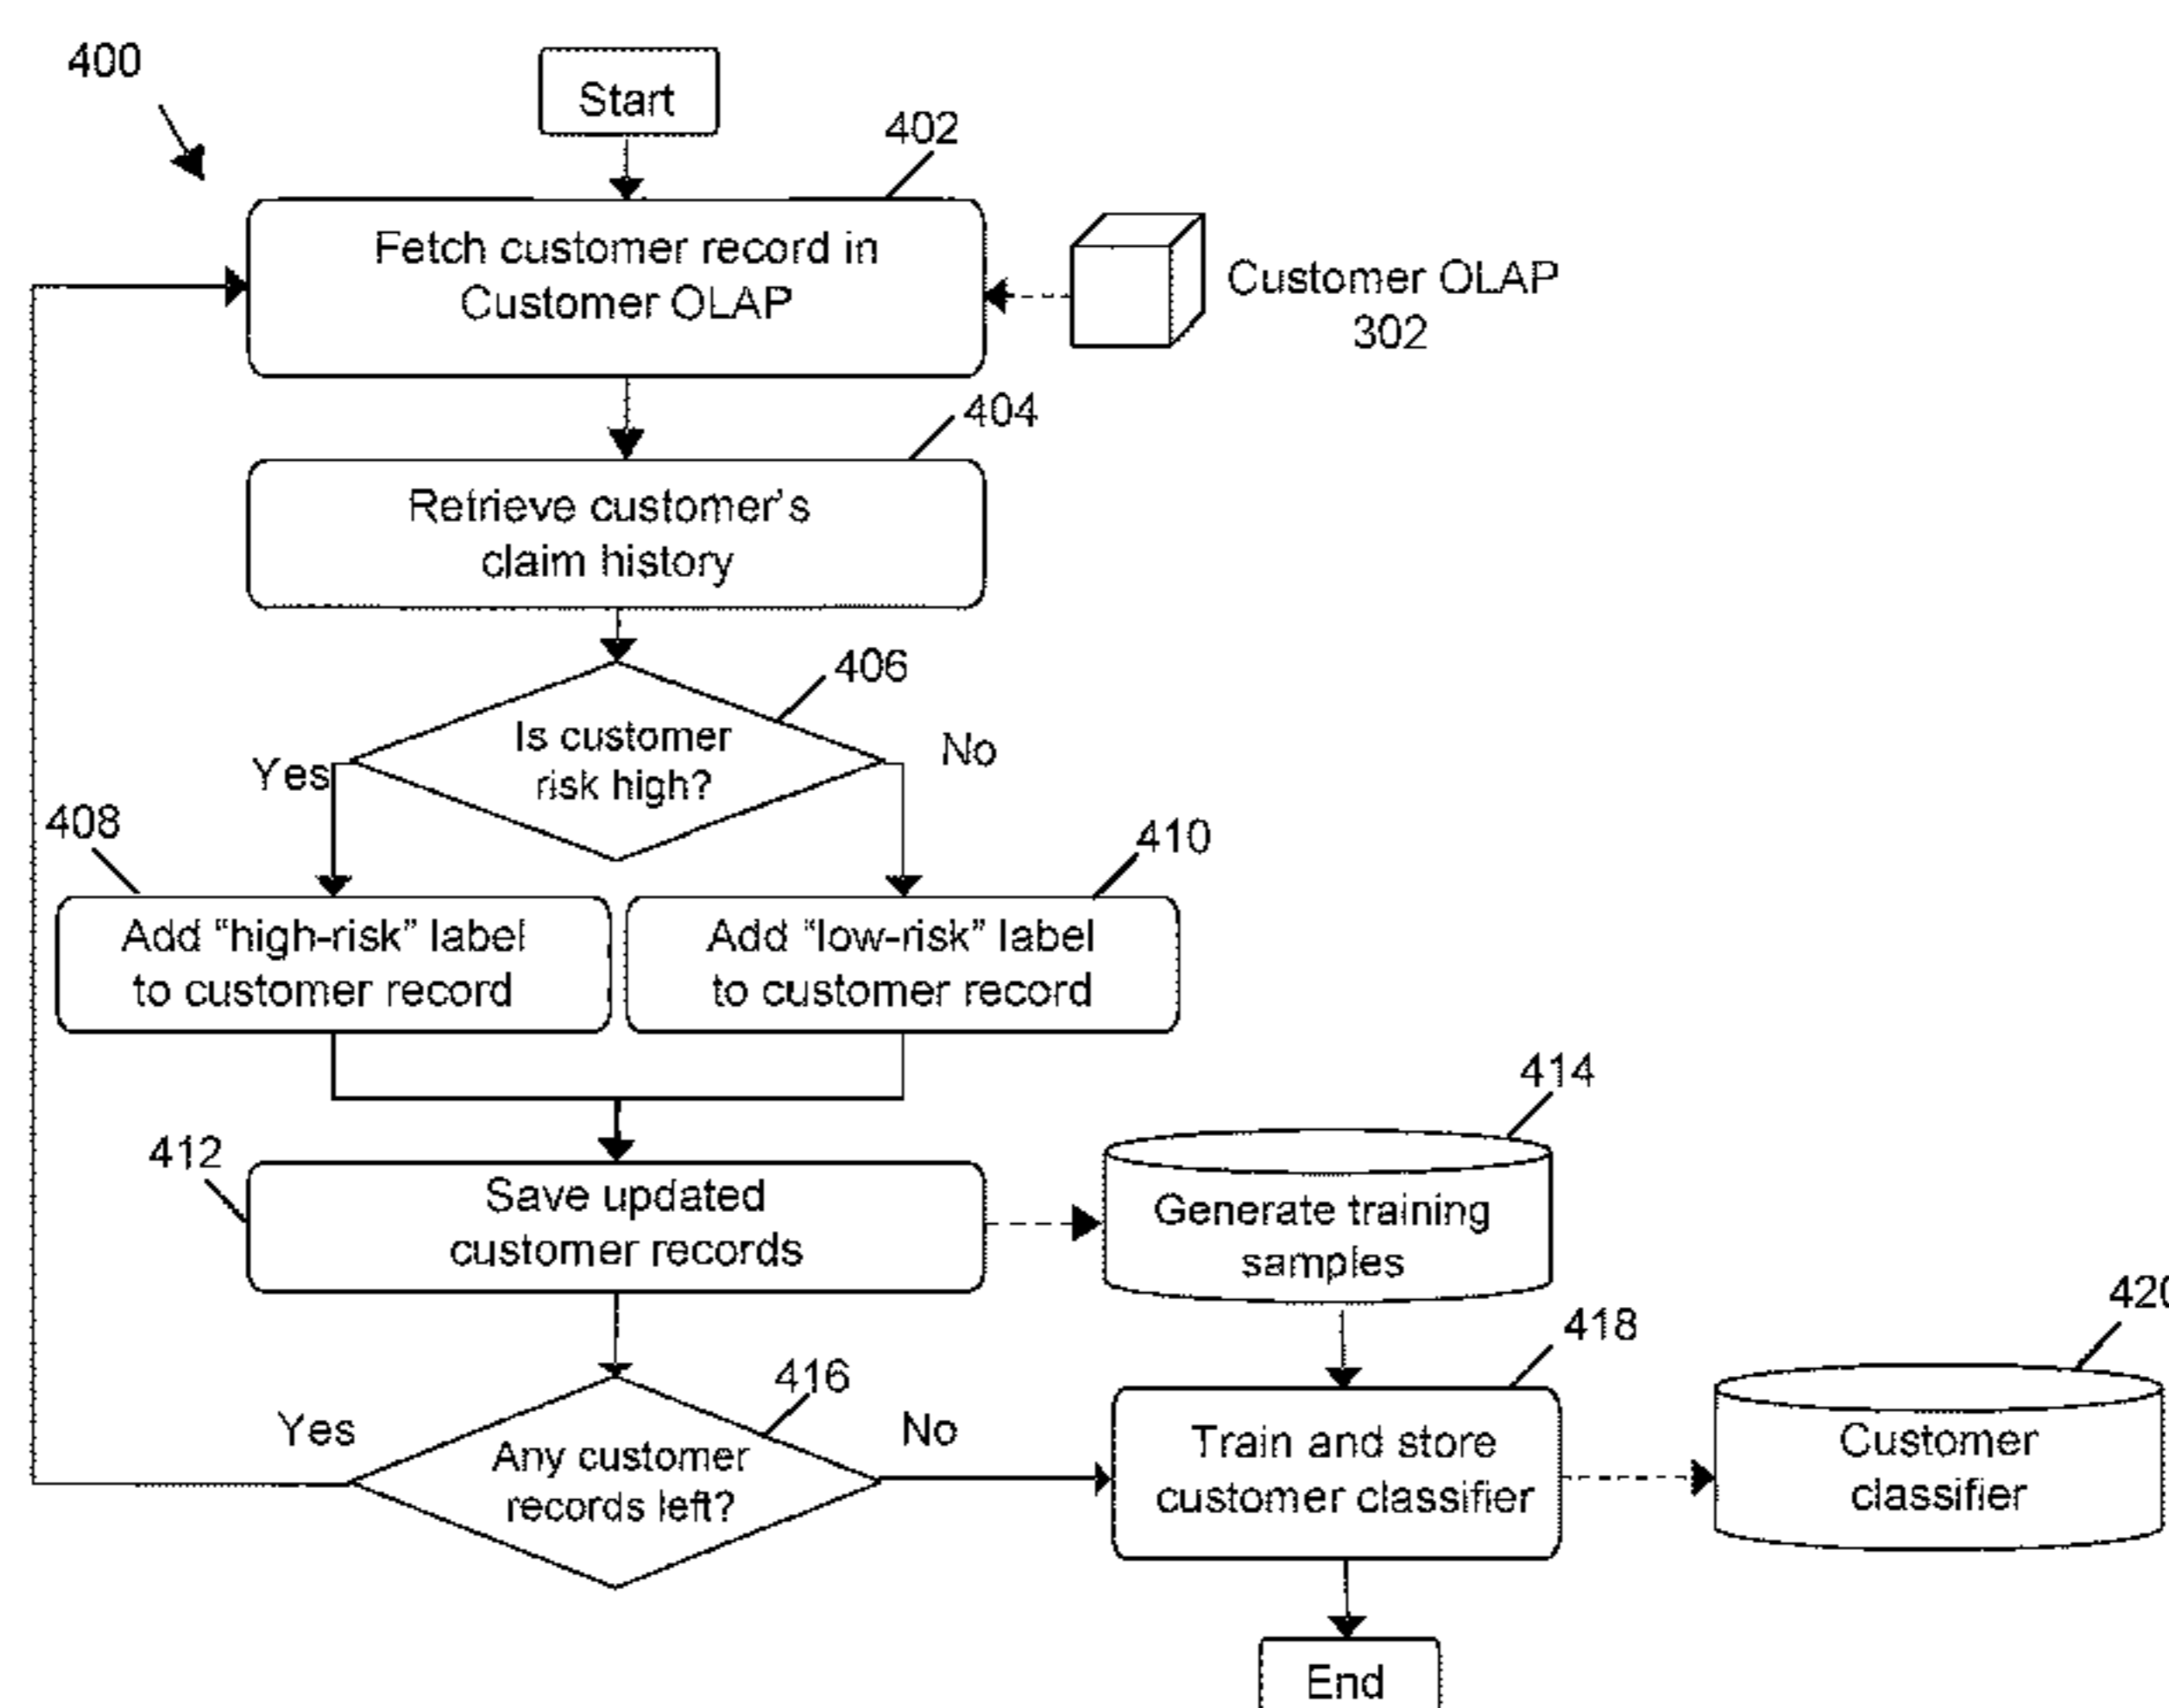 400
Start
402
Fetch customer record in
Customer OLAP
Customer OLAP
302
404
Retrieve customer's
claim history
406
Is customer
risk high?
Yes
No
408
410
Add “high-risk” label
to customer record
Add “low-risk” label
to customer record
412
Save updated
customer records
414
Generate training
samples
416
Any customer
records left?
Yes
No
418
Train and store
customer classifier
420
Customer
classifier
End